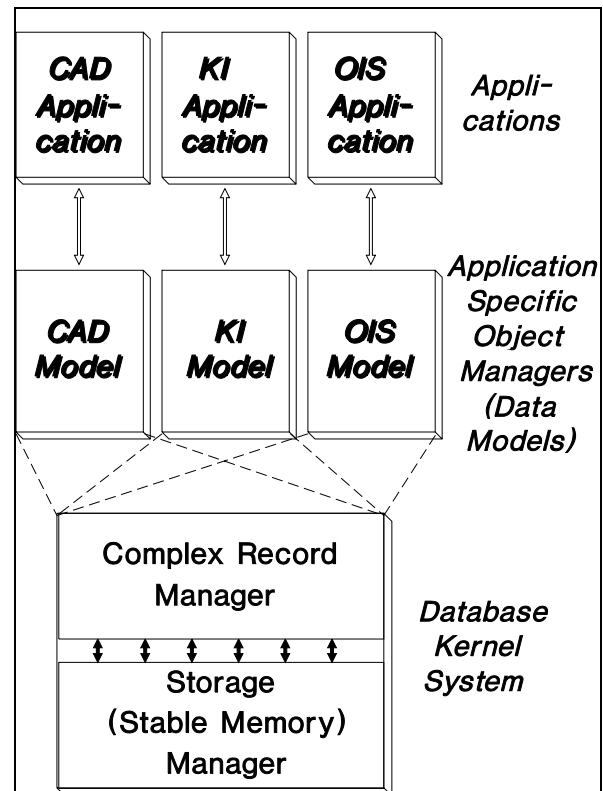 CAD
Appli-
cation
KI
Appli-
cation
OIS
Appli-
cation
Appli-
cations
CAD
Model
KI
Model
OIS
Model
Application
Specific
Object
Managers
(Data
Models)
Complex Record
Manager
Storage
(Stable Memory)
Manager
Database
Kernel
System